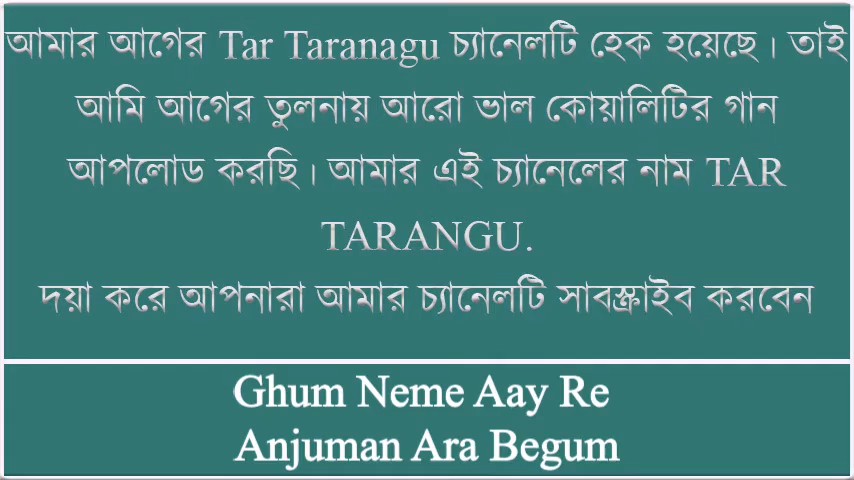 আমার আগের Tar Taranagu চ্যানেলটি হেক হয়েছে। তাই
আমি আগের তুলনায় আরো ভাল কোয়ালিটির গান
আপলোড করছি। আমার এই চ্যানেলের নাম TAR
TARANGU.
দয়া করে আপনারা আমার চ্যানেলটি সাবস্ক্রাইব করবেন
Ghum Neme Aay Re
Anjuman Ara Begum